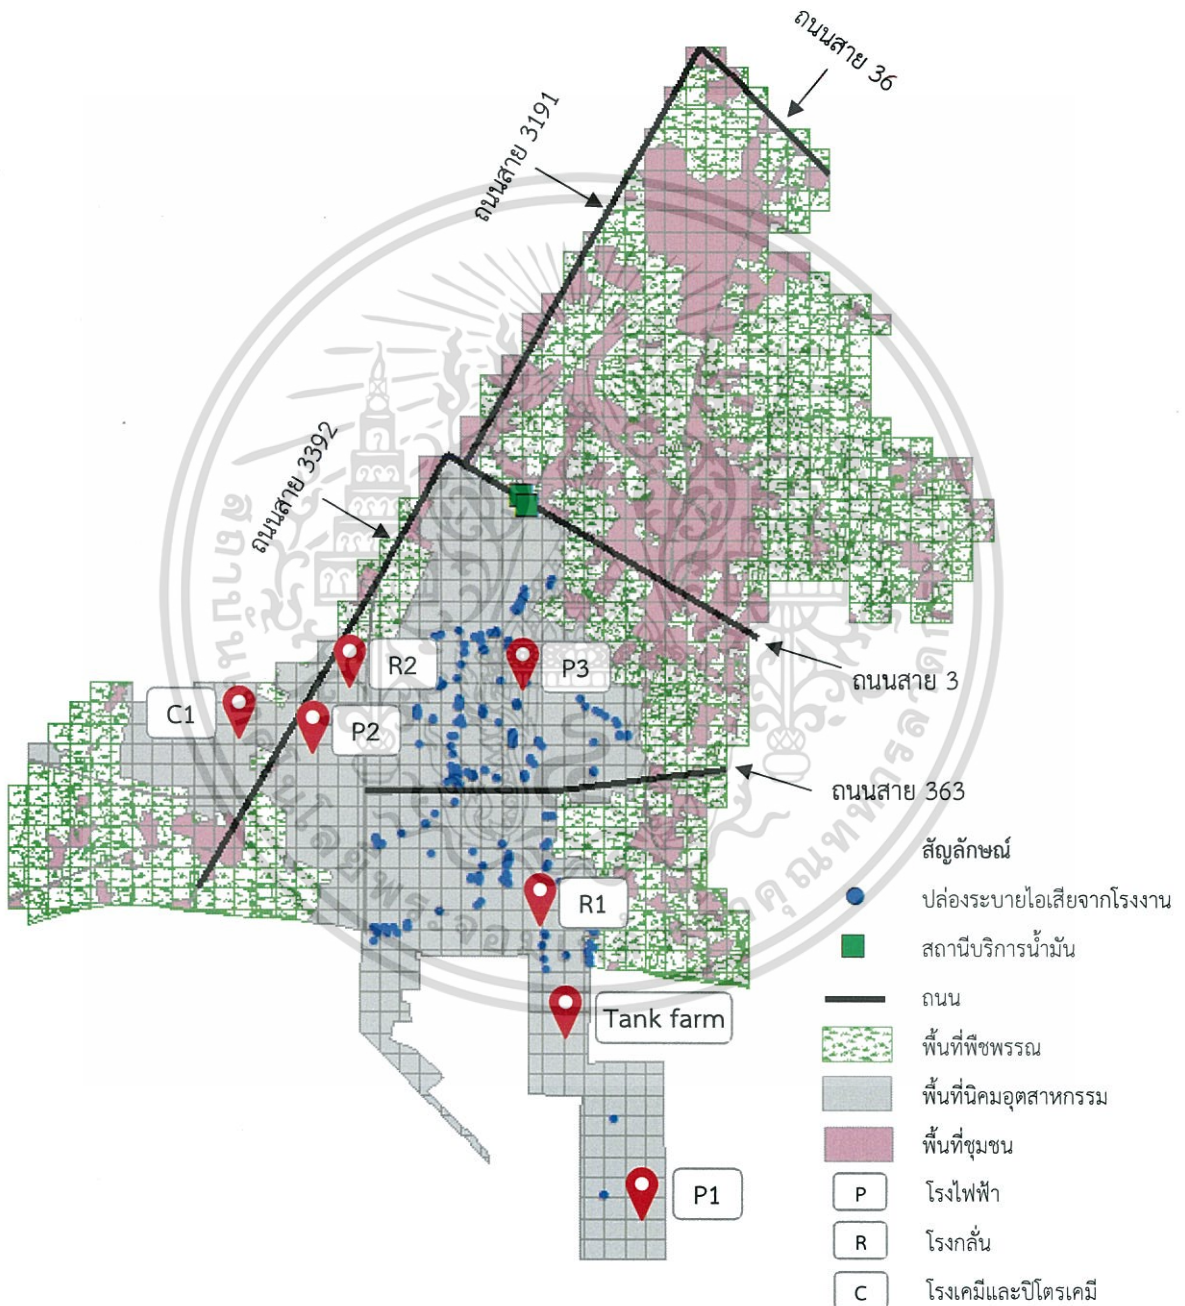 ถนนสาย 36
ถนนสาย 3191
ถนนสาย 3392
R2
P3
C1
P2
ถนนสาย 3
ถนนสาย 363
R1
Tank farm
P1
สัญลักษณ์
ปล่องระบายไอเสียจากโรงงาน
สถานีบริการน้ำมัน
ถนน
พื้นที่พืชพรรณ
พื้นที่นิคมอุตสาหกรรม
พื้นที่ชุมชน
P โรงไฟฟ้า
R โรงกลั่น
C โรงเคมีและปิโตรเคมี